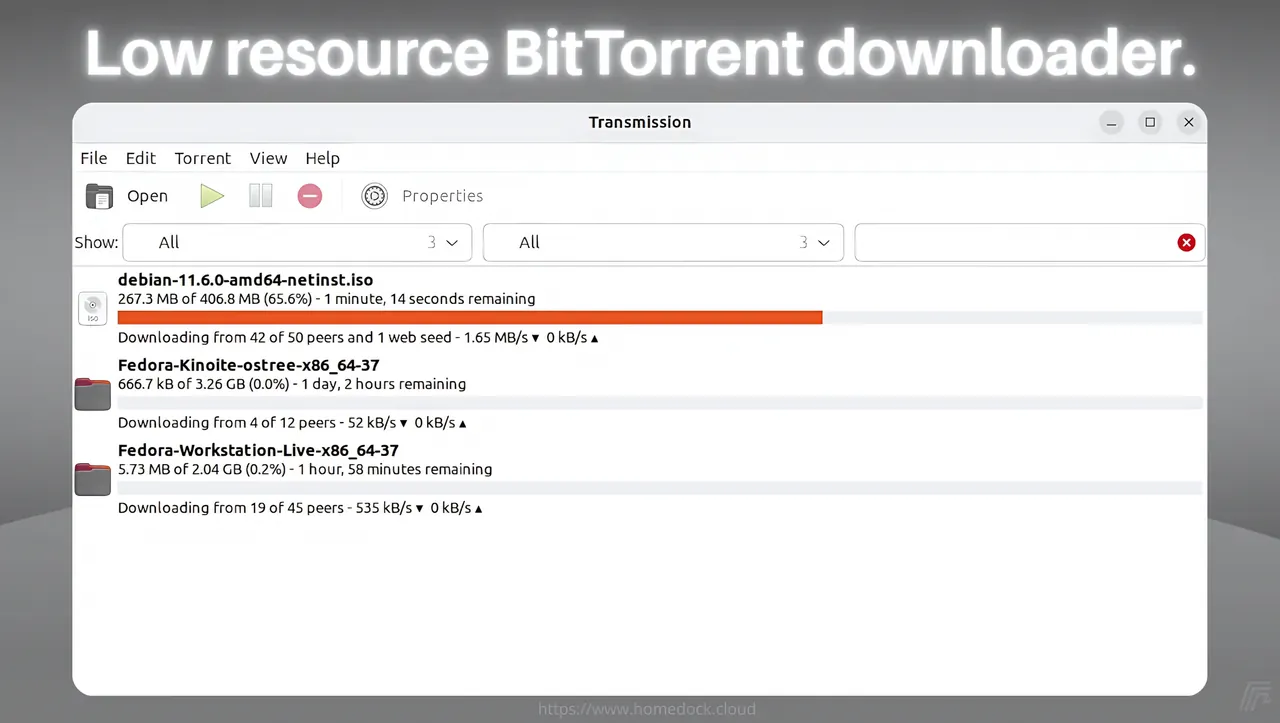 Low resource BitTorrent downloader.
Transmission
File Edit Torrent View Help
Open Properties
Show: All 3 All 3
debian-11.6.0-amd64-netinst.iso
267.3 MB of 406.8 MB (65.6%) - 1 minute, 14 seconds remaining
ISO
Downloading from 42 of 50 peers and 1 web seed - 1.65 MB/s ▼ 0 kB/s ▲
Fedora-Kinoite-ostree-x86_64-37
666.7 kB of 3.26 GB (0.0%) - 1 day, 2 hours remaining
Downloading from 4 of 12 peers - 52 kB/s ▼ 0 kB/s ▲
Fedora-Workstation-Live-x86_64-37
5.73 MB of 2.04 GB (0.2%) - 1 hour, 58 minutes remaining
Downloading from 19 of 45 peers - 535 kB/s ▼ 0 kB/s ▲
https://www.homedock.cloud